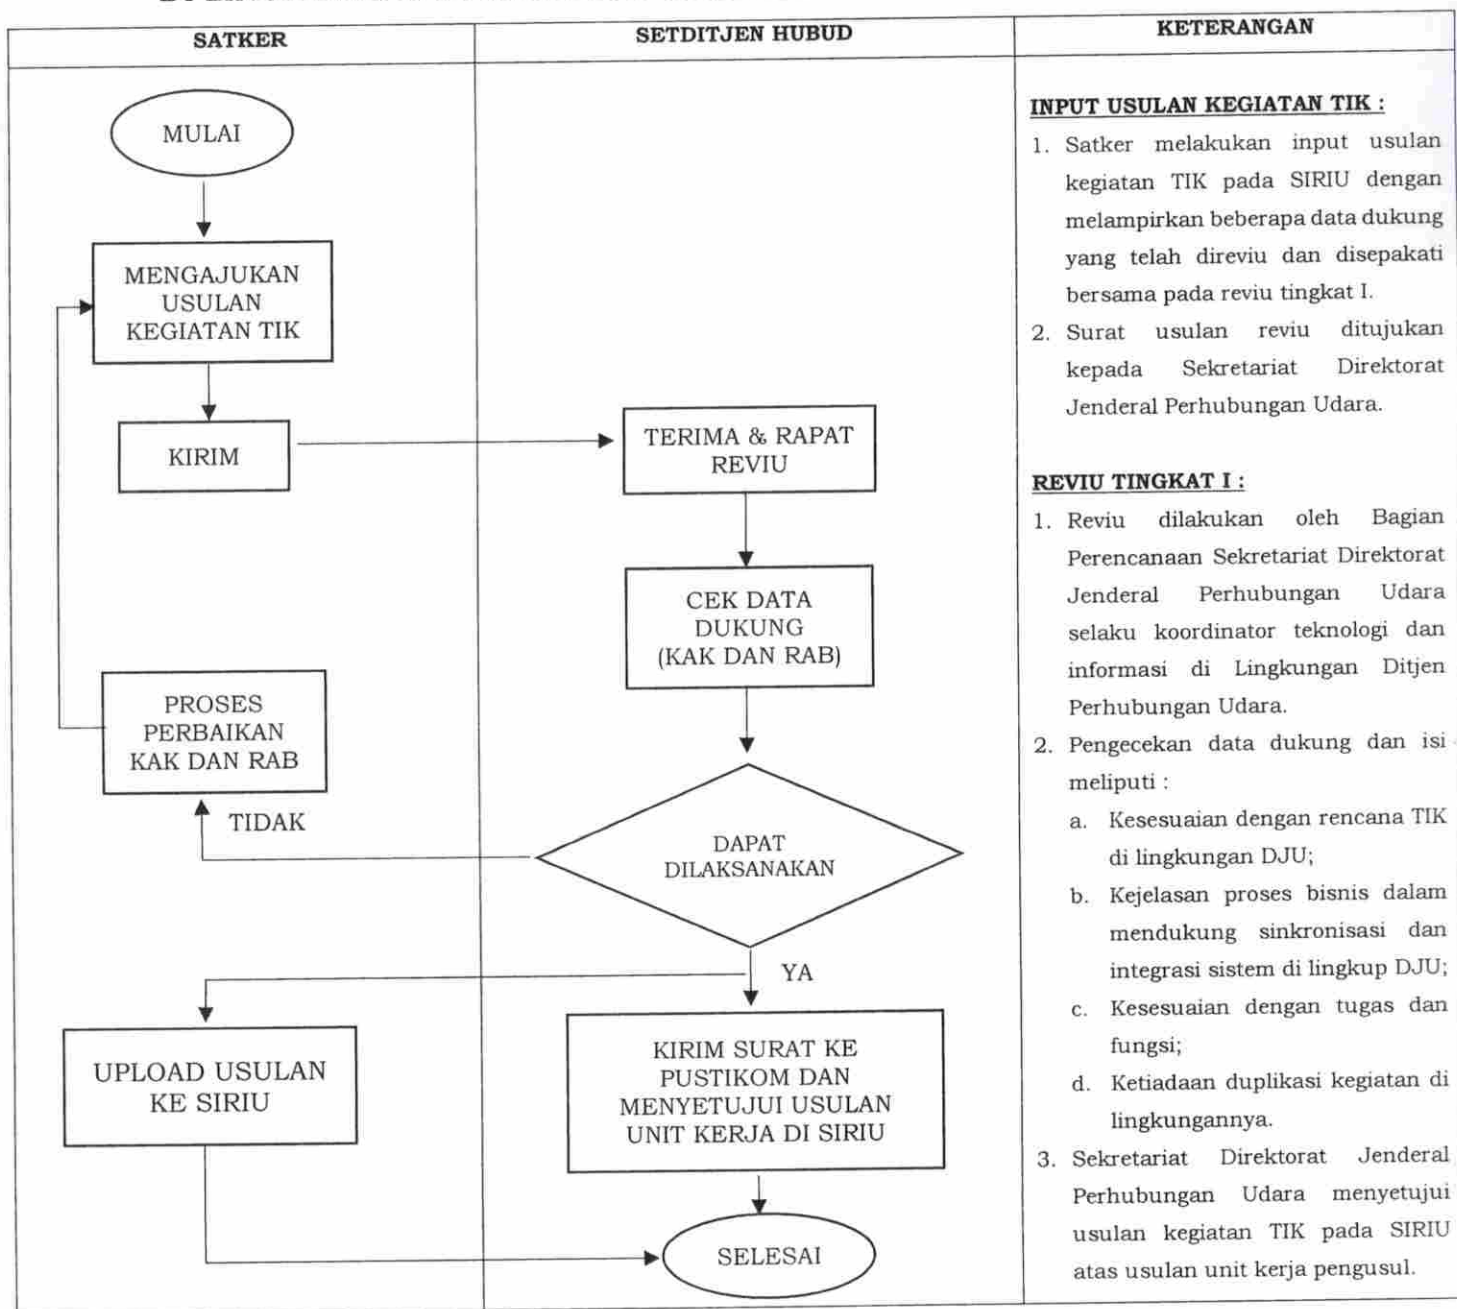 SATKER
SETDITJEN HUBUD
KETERANGAN
MULAI
MENGAJUKAN
USULAN
KEGIATAN TIK
KIRIM
TERIMA & RAPAT
REVIU
CEK DATA
DUKUNG
(KAK DAN RAB)
PROSES
PERBAIKAN
KAK DAN RAB
TIDAK
DAPAT
DILAKSANAKAN
YA
UPLOAD USULAN
KE SIRIU
KIRIM SURAT KE
PUSTIKOM DAN
MENYETUJUI USULAN
UNIT KERJA DI SIRIU
SELESAI
INPUT USULAN KEGIATAN TIK :
1. Satker melakukan input usulan
kegiatan TIK pada SIRIU dengan
melampirkan beberapa data dukung
yang telah direviu dan disepakati
bersama pada reviu tingkat I.
2. Surat usulan reviu ditujukan
kepada Sekretariat Direktorat
Jenderal Perhubungan Udara.
REVIU TINGKAT I :
1. Reviu dilakukan oleh Bagian
Perencanaan Sekretariat Direktorat
Jenderal Perhubungan Udara
selaku koordinator teknologi dan
informasi di Lingkungan Ditjen
Perhubungan Udara.
2. Pengecekan data dukung dan isi
meliputi :
a. Kesesuaian dengan rencana TIK
di lingkungan DJU;
b. Kejelasan proses bisnis dalam
mendukung sinkronisasi dan
integrasi sistem di lingkup DJU;
c. Kesesuaian dengan tugas dan
fungsi;
d. Ketiadaan duplikasi kegiatan di
lingkungannya.
3. Sekretariat Direktorat Jenderal
Perhubungan Udara menyetujui
usulan kegiatan TIK pada SIRIU
atas usulan unit kerja pengusul.